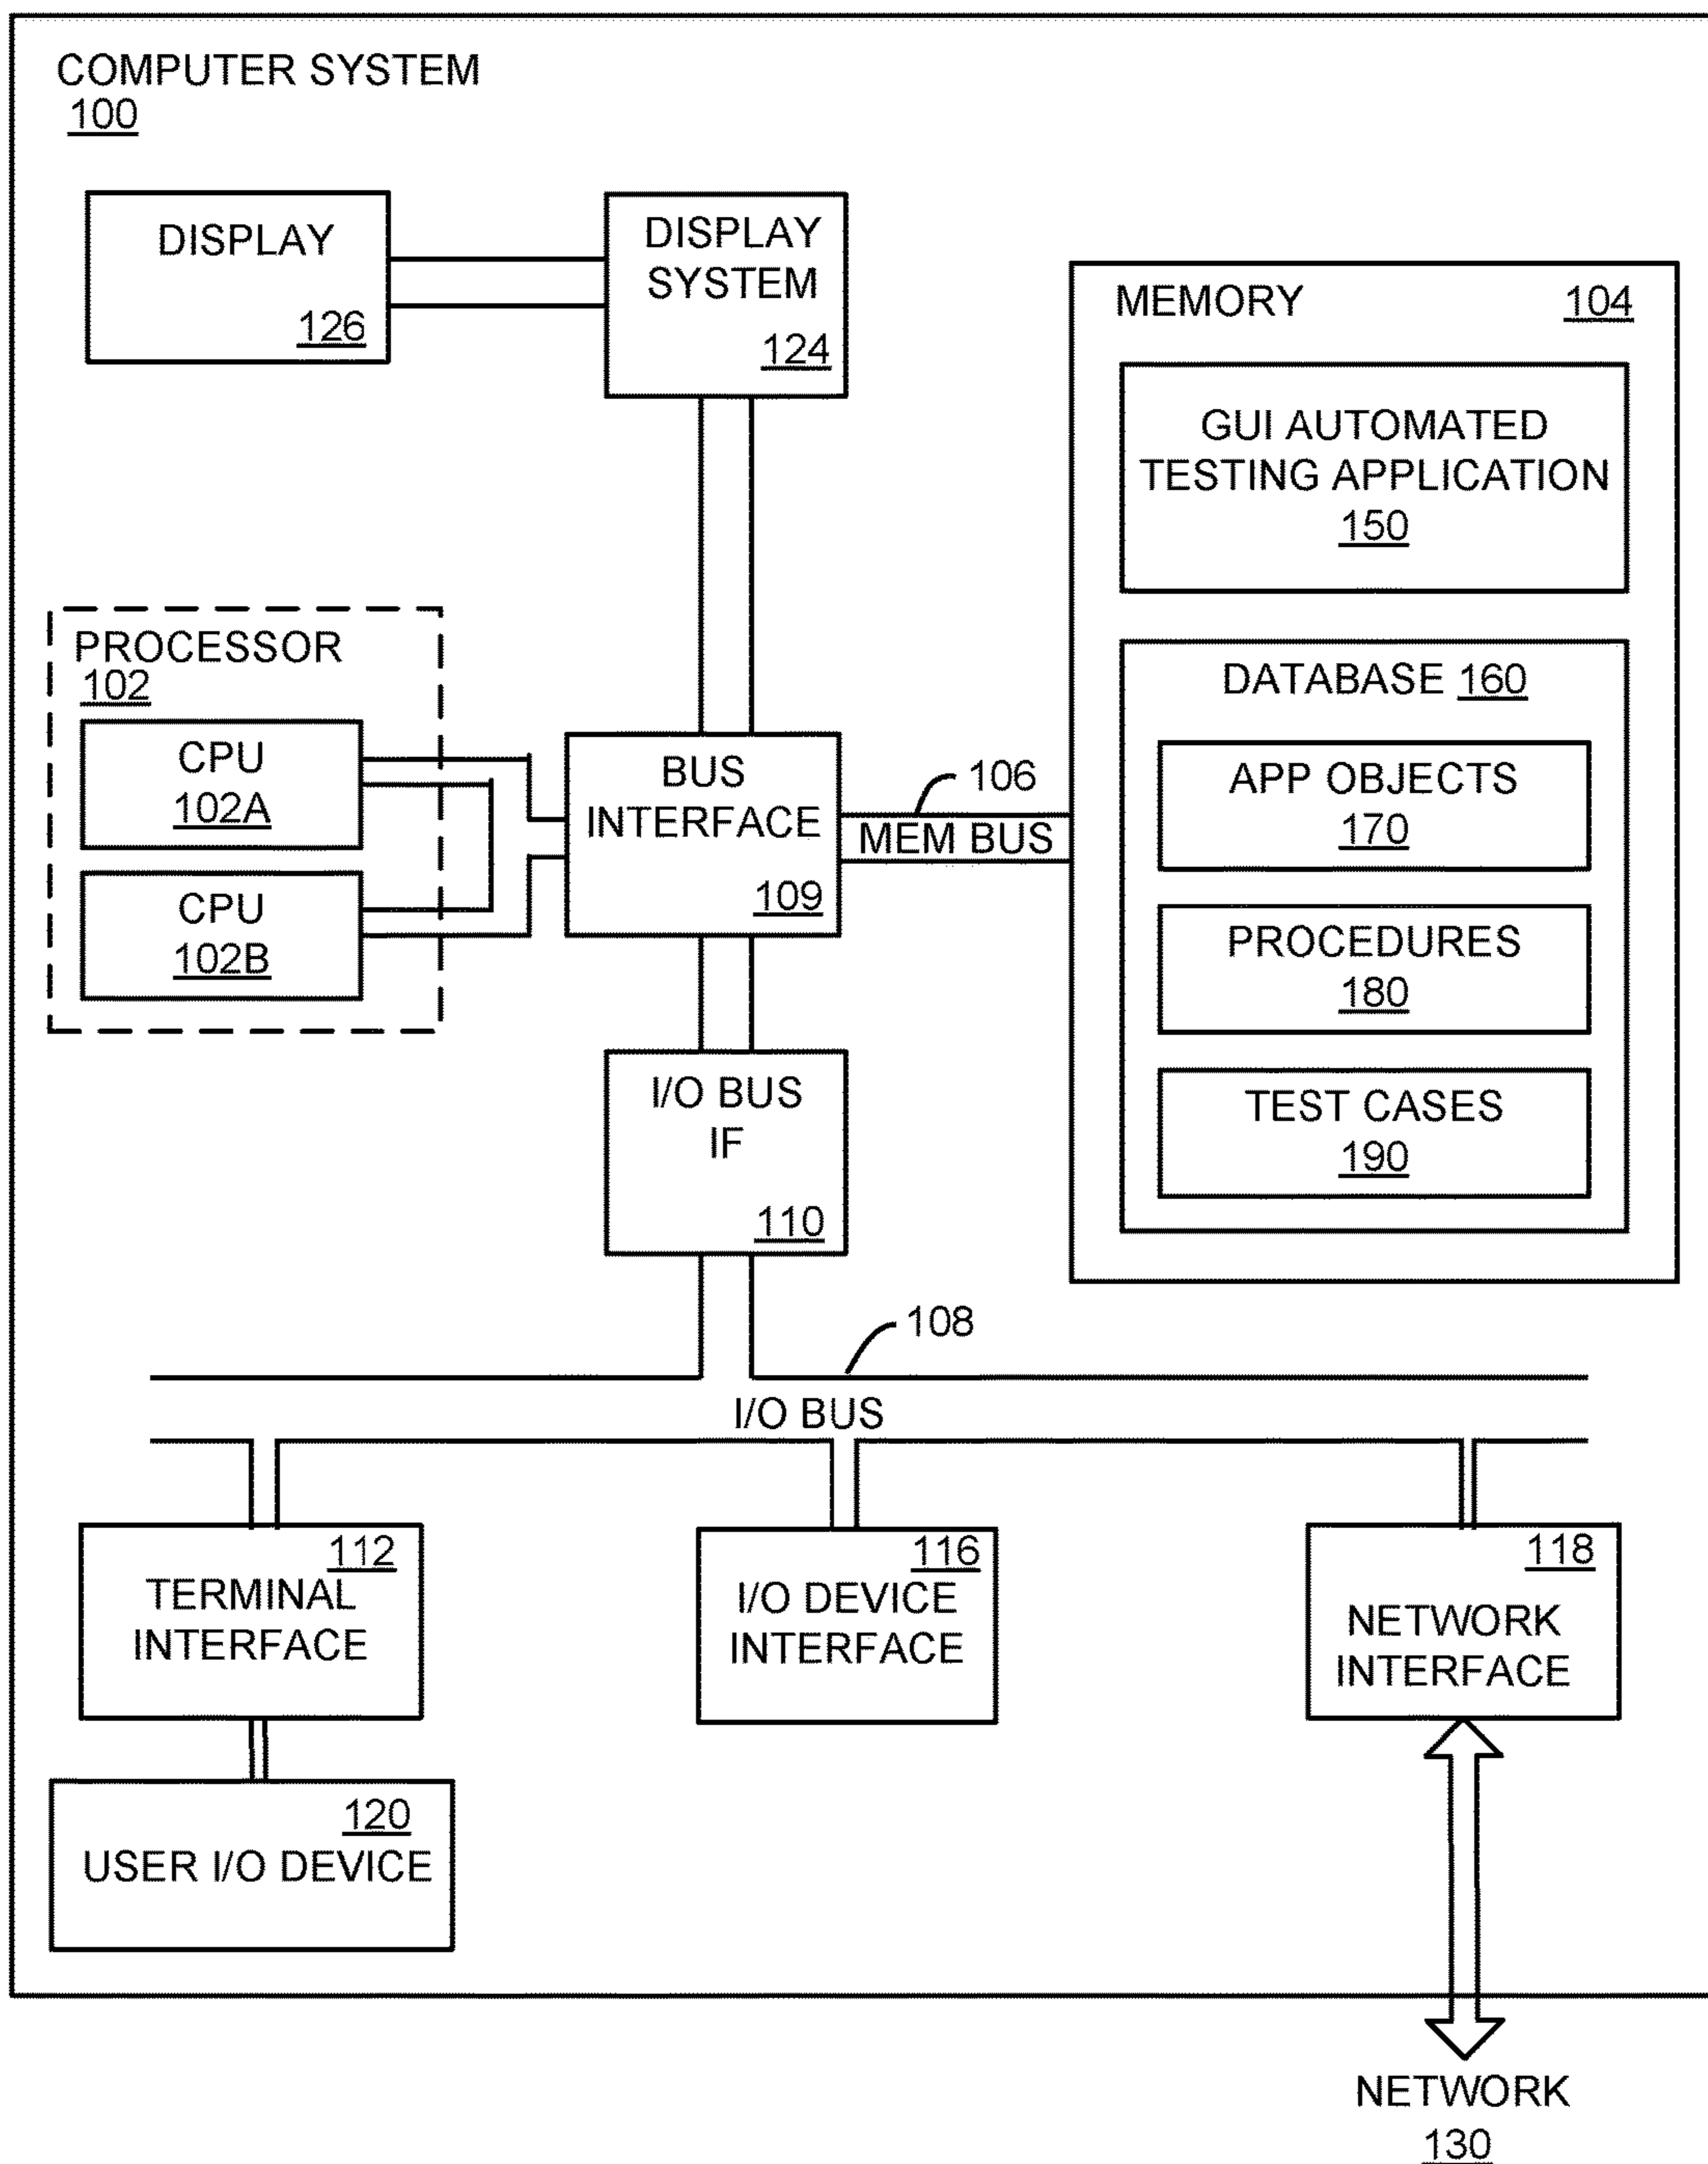 COMPUTER SYSTEM
100
DISPLAY
126
DISPLAY
SYSTEM
124
MEMORY 104
GUI AUTOMATED
TESTING APPLICATION
150
DATABASE 160
APP OBJECTS
170
PROCEDURES
180
TEST CASES
190
PROCESSOR
102
CPU
102A
CPU
102B
BUS
INTERFACE
109
106
MEM BUS
I/O BUS
IF
110
108
I/O BUS
112
TERMINAL
INTERFACE
116
I/O DEVICE
INTERFACE
118
NETWORK
INTERFACE
120
USER I/O DEVICE
NETWORK
130